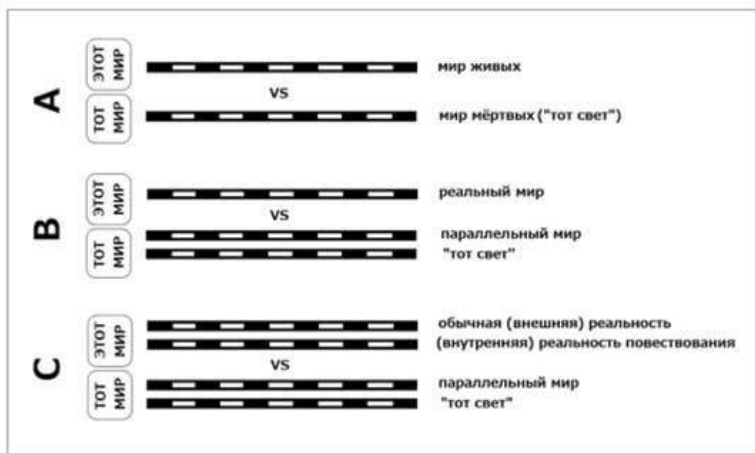 A
ЭТОТ
МИР
мир живых
VS
ТОТ
МИР
мир мёртвых ("тот свет")
B
ЭТОТ
МИР
реальный мир
VS
ТОТ
МИР
параллельный мир
"тот свет"
C
ЭТОТ
МИР
обычная (внешняя) реальность
(внутренняя) реальность повествования
VS
ТОТ
МИР
параллельный мир
"тот свет"